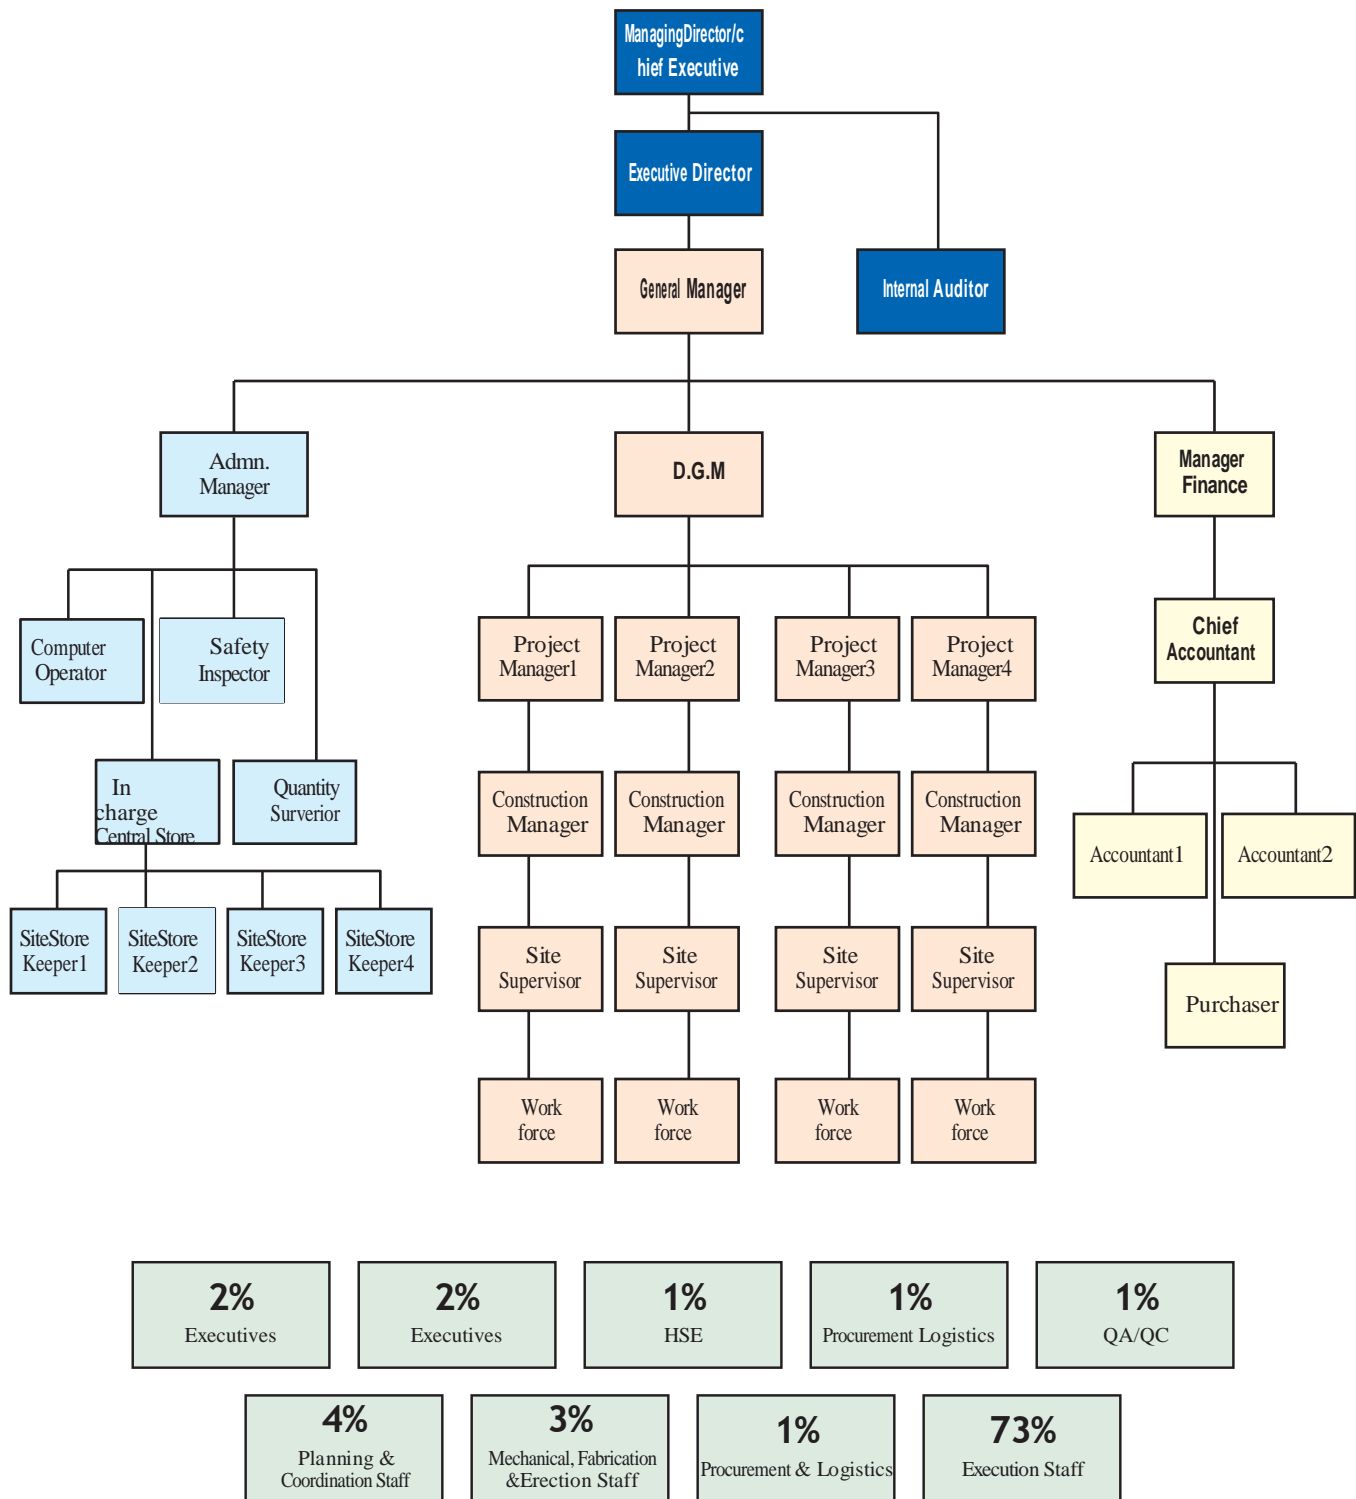 ManagingDirector/c
hief Executive
Executive Director
General Manager
Internal Auditor
Admn.
Manager
D.G.M
Manager
Finance
Computer
Operator
Safety
Inspector
Project
Manager1
Project
Manager2
Project
Manager3
Project
Manager4
Chief
Accountant
In
charge
Central Store
Quantity
Surverior
Construction
Manager
Construction
Manager
Construction
Manager
Construction
Manager
Accountant1
Accountant2
SiteStore
Keeper1
SiteStore
Keeper2
SiteStore
Keeper3
SiteStore
Keeper4
Site
Supervisor
Site
Supervisor
Site
Supervisor
Site
Supervisor
Purchaser
Work
force
Work
force
Work
force
Work
force
2%
Executives
2%
Executives
1%
HSE
1%
Procurement Logistics
1%
QA/QC
4%
Planning &
Coordination Staff
3%
Mechanical, Fabrication
&Erection Staff
1%
Procurement & Logistics
73%
Execution Staff